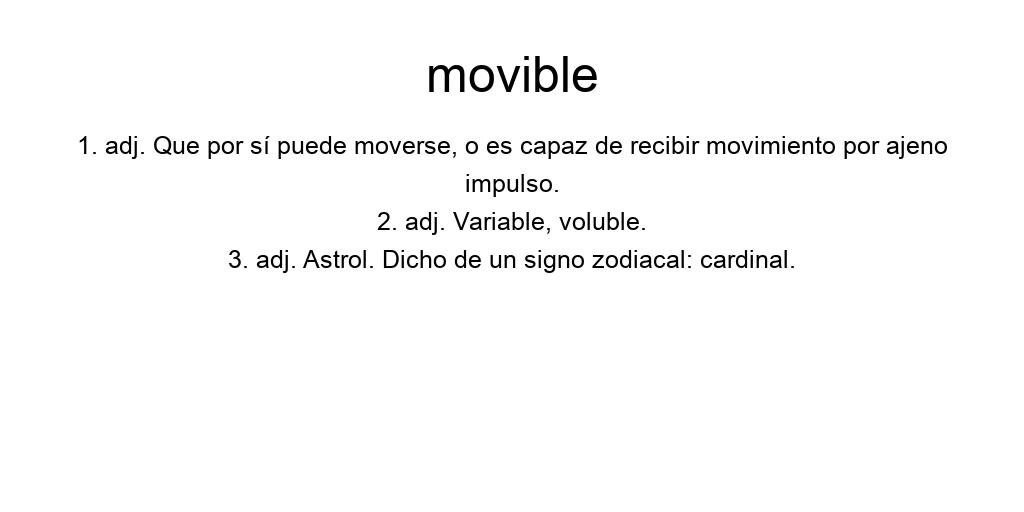 movible
1. adj. Que por sí puede moverse, o es capaz de recibir movimiento por ajeno
impulso.
2. adj. Variable, voluble.
3. adj. Astrol. Dicho de un signo zodiacal: cardinal.